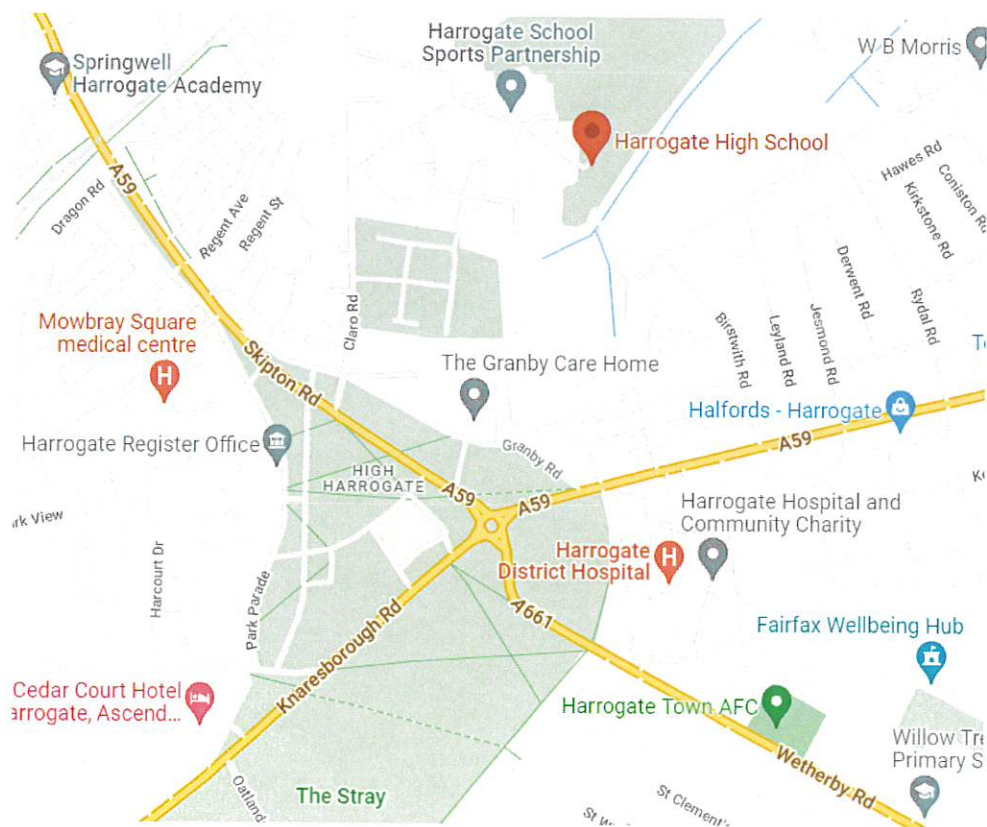 Harrogate School
Sports Partnership
W B Morris
Springwell
Harrogate Academy
Harrogate High School
A59
Dragon Rd
Regent Ave
Regent St
Hawes Rd
Coniston Rd
Kirkstone Rd
Derwent Rd
Rydal Rd
Jesmond Rd
Leyland Rd
Birstwith Rd
Claro Rd
Mowbray Square
medical centre
Skipton Rd
The Granby Care Home
Halfords - Harrogate
A59
Harrogate Register Office
HIGH
HARROGATE
Granby Rd
A59
A59
rk View
Harcourt Dr
Harrogate Hospital and
Community Charity
Harrogate
District Hospital
Park Parade
Knaresborough Rd
A661
Fairfax Wellbeing Hub
Cedar Court Hotel
arrogate, Ascend...
Harrogate Town AFC
Willow Tre
Primary S
Wetherby Rd
The Stray
Oatland
St Clement's